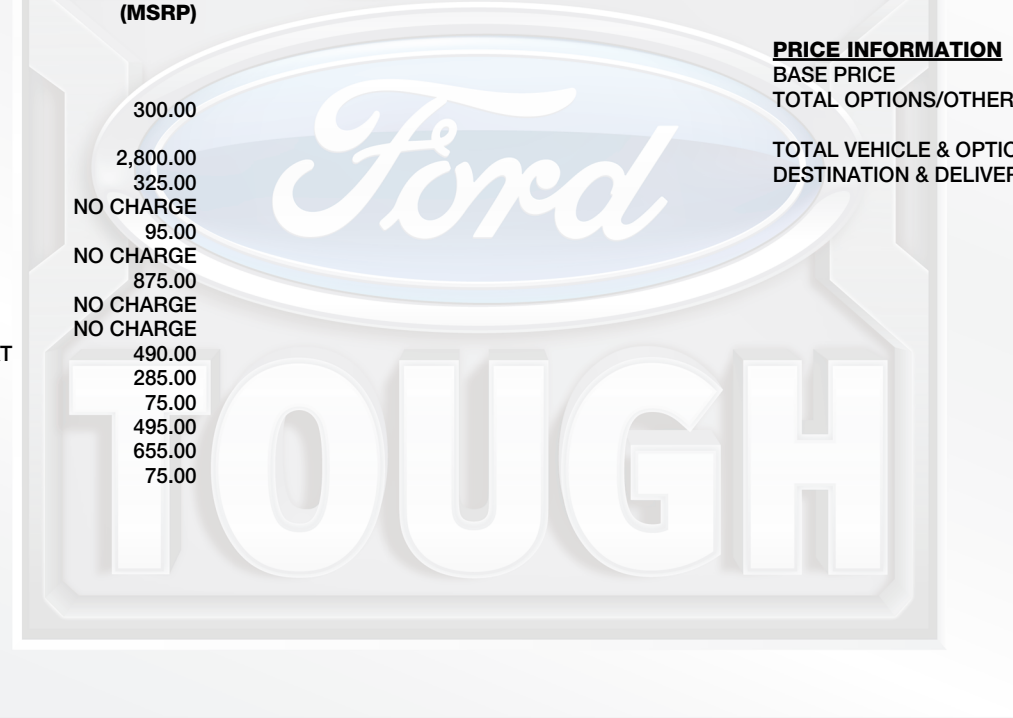 (MSRP)
300.00
2,800.00
325.00
NO CHARGE
95.00
NO CHARGE
875.00
NO CHARGE
NO CHARGE
490.00
285.00
75.00
495.00
655.00
75.00
PRICE INFORMATION
BASE PRICE
TOTAL OPTIONS/OTHER
TOTAL VEHICLE & OPTIO
DESTINATION & DELIVER
Ford
TOUGH